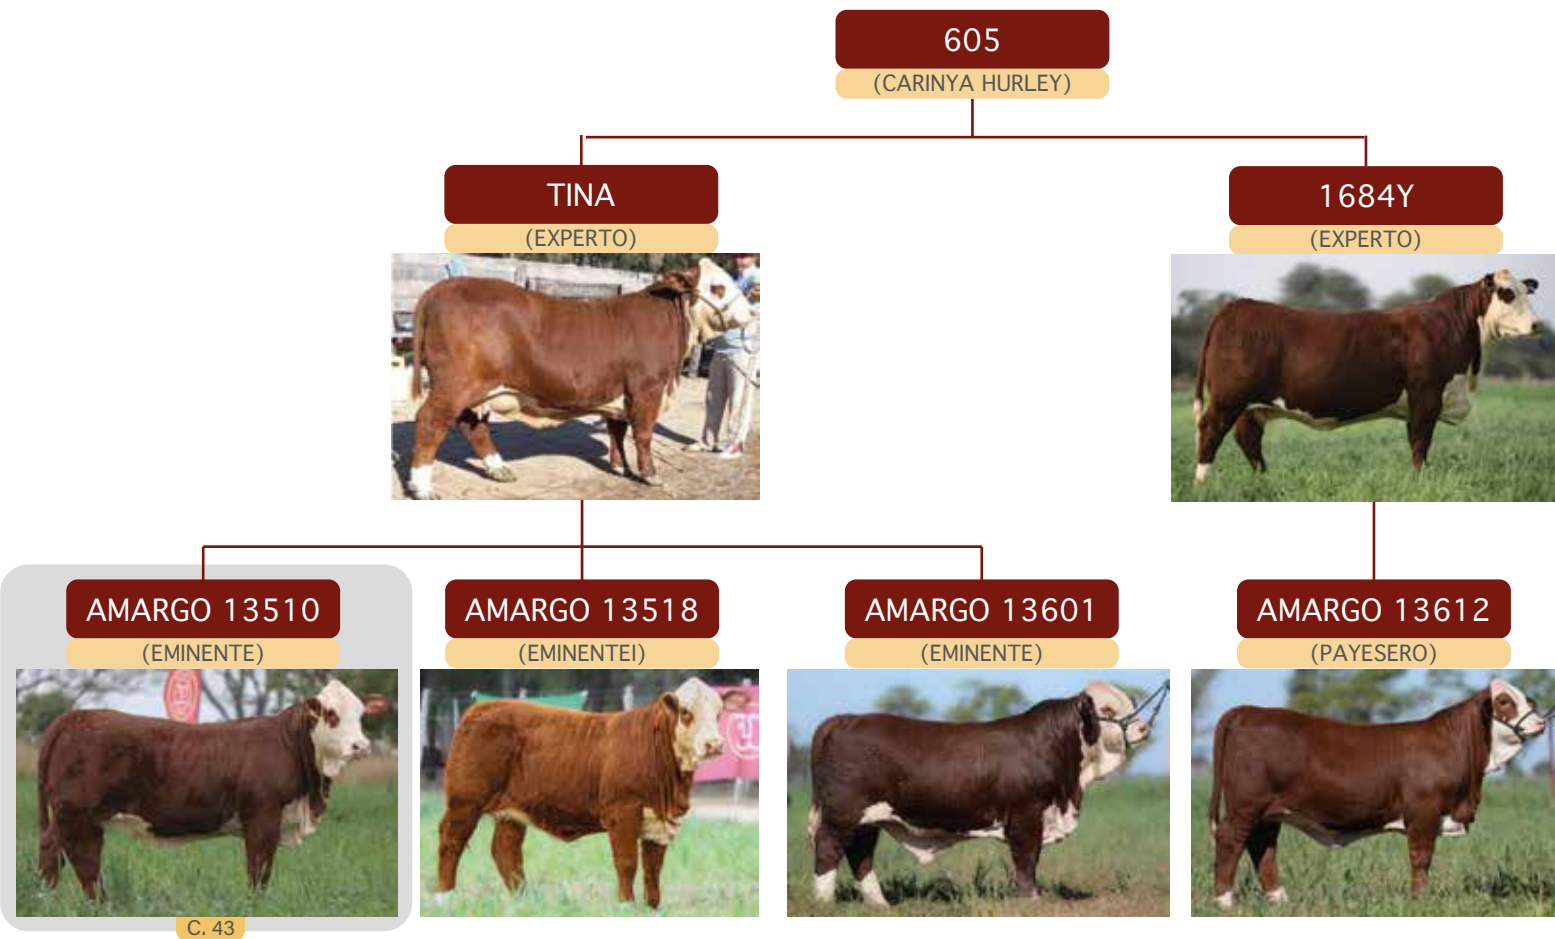 605
(CARINYA HURLEY)
TINA
(EXPERTO)
1684Y
(EXPERTO)
AMARGO 13510
(EMINENTE)
AMARGO 13518
(EMINENTEI)
AMARGO 13601
(EMINENTE)
AMARGO 13612
(PAYESERO)
C. 43